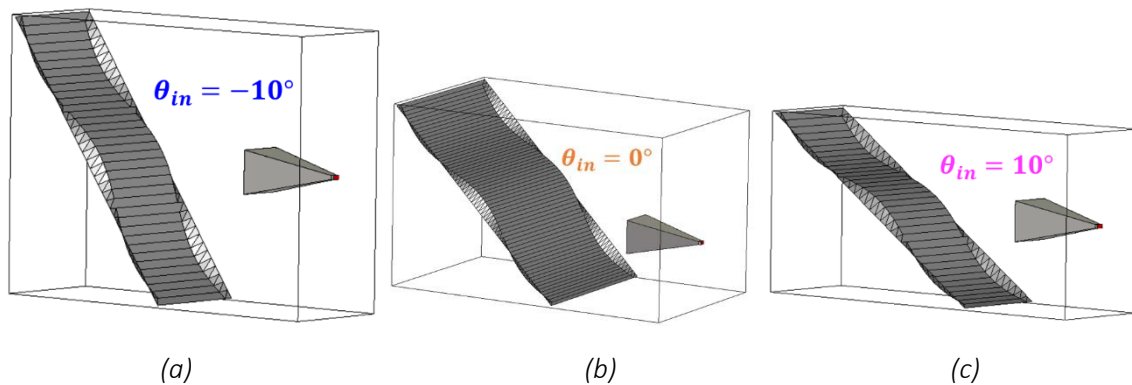 θin = −10°
θin = 0°
θin = 10°
(a)
(b)
(c)